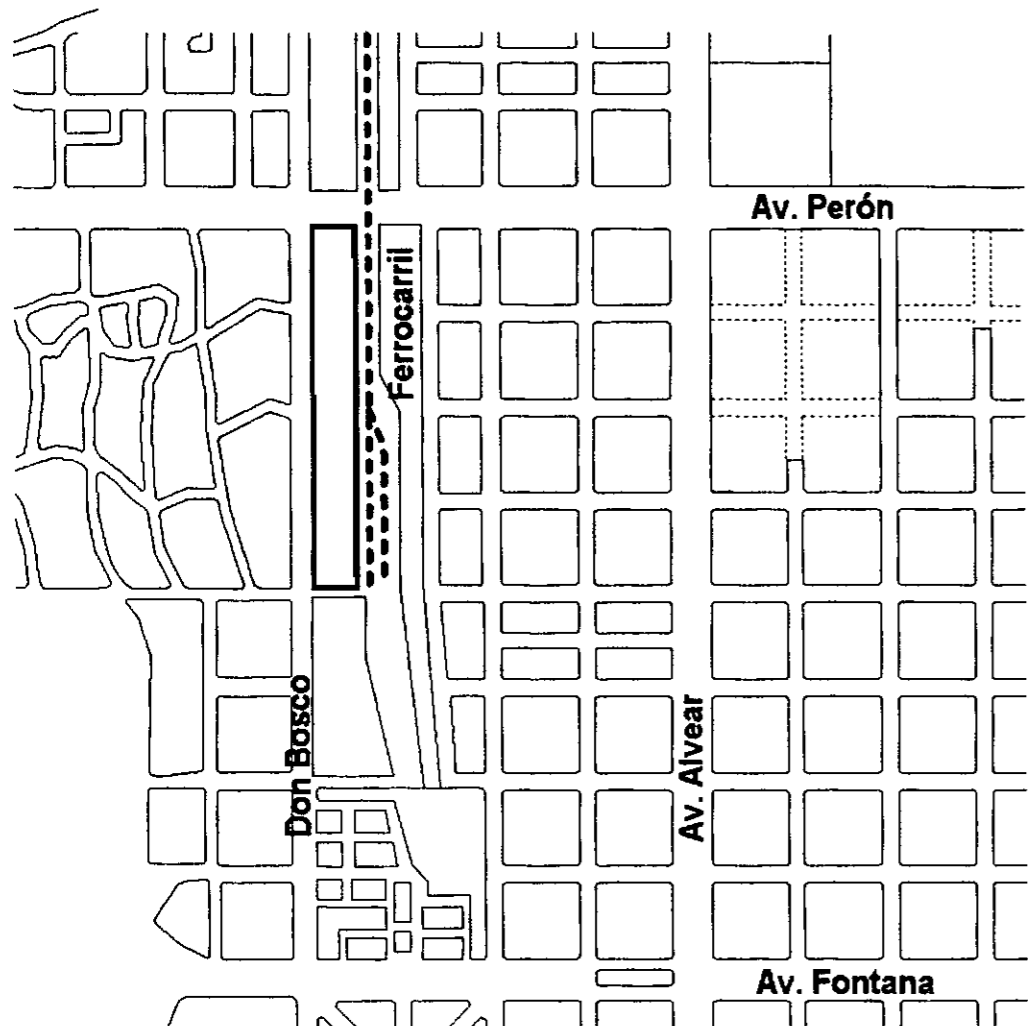 Av. Perón
Ferrocarril
Don Bosco
Av. Alvear
Av. Fontana